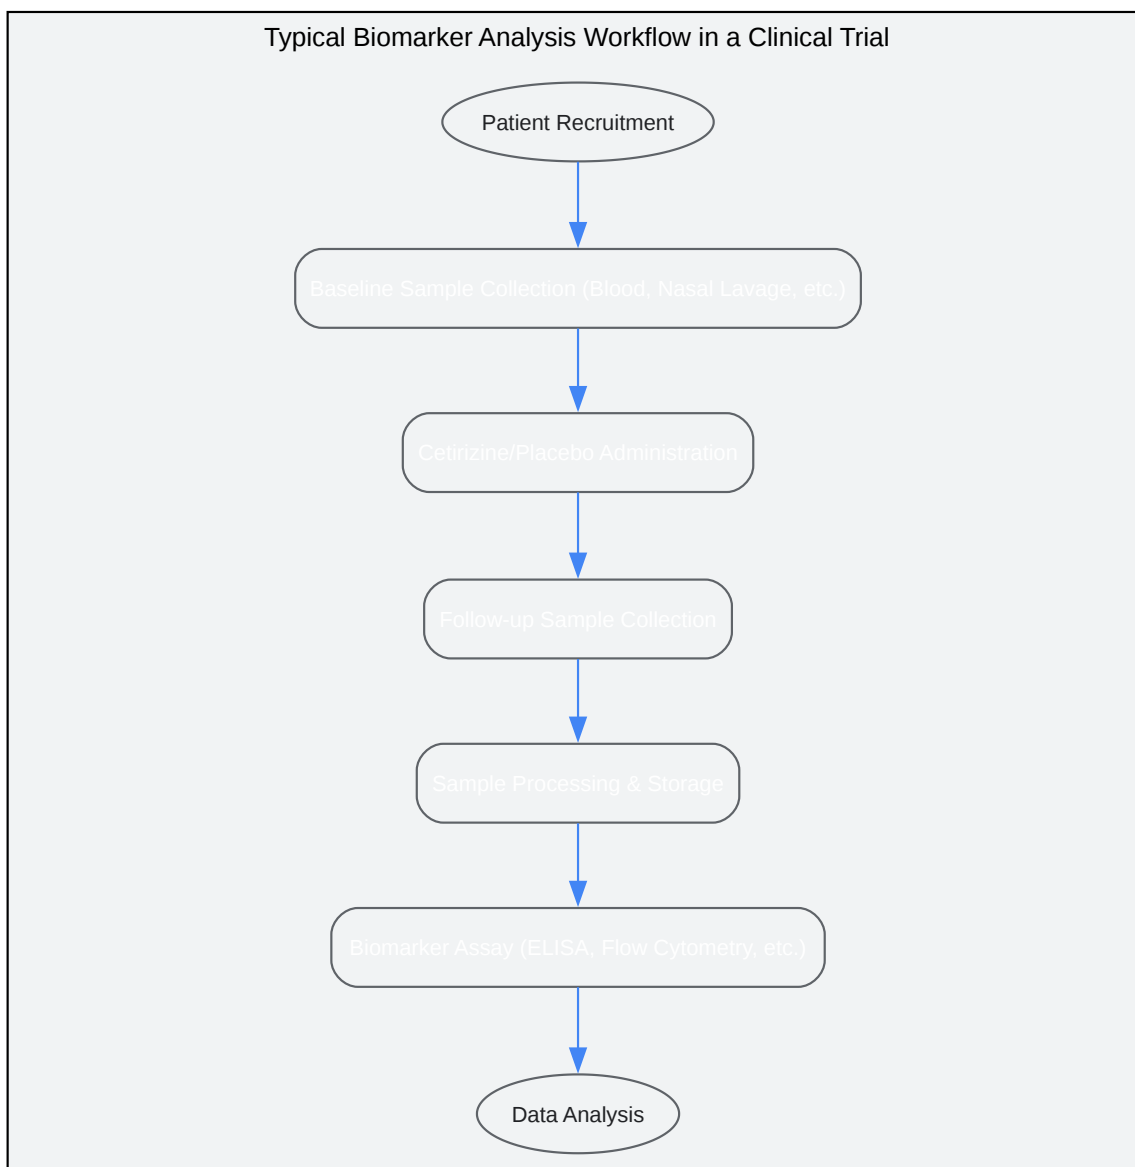 Typical Biomarker Analysis Workflow in a Clinical Trial
Patient Recruitment
Baseline Sample Collection (Blood, Nasal Lavage, etc.)
Cetirizine/Placebo Administration
Follow-up Sample Collection
Sample Processing & Storage
Biomarker Assay (ELISA, Flow Cytometry, etc.)
Data Analysis